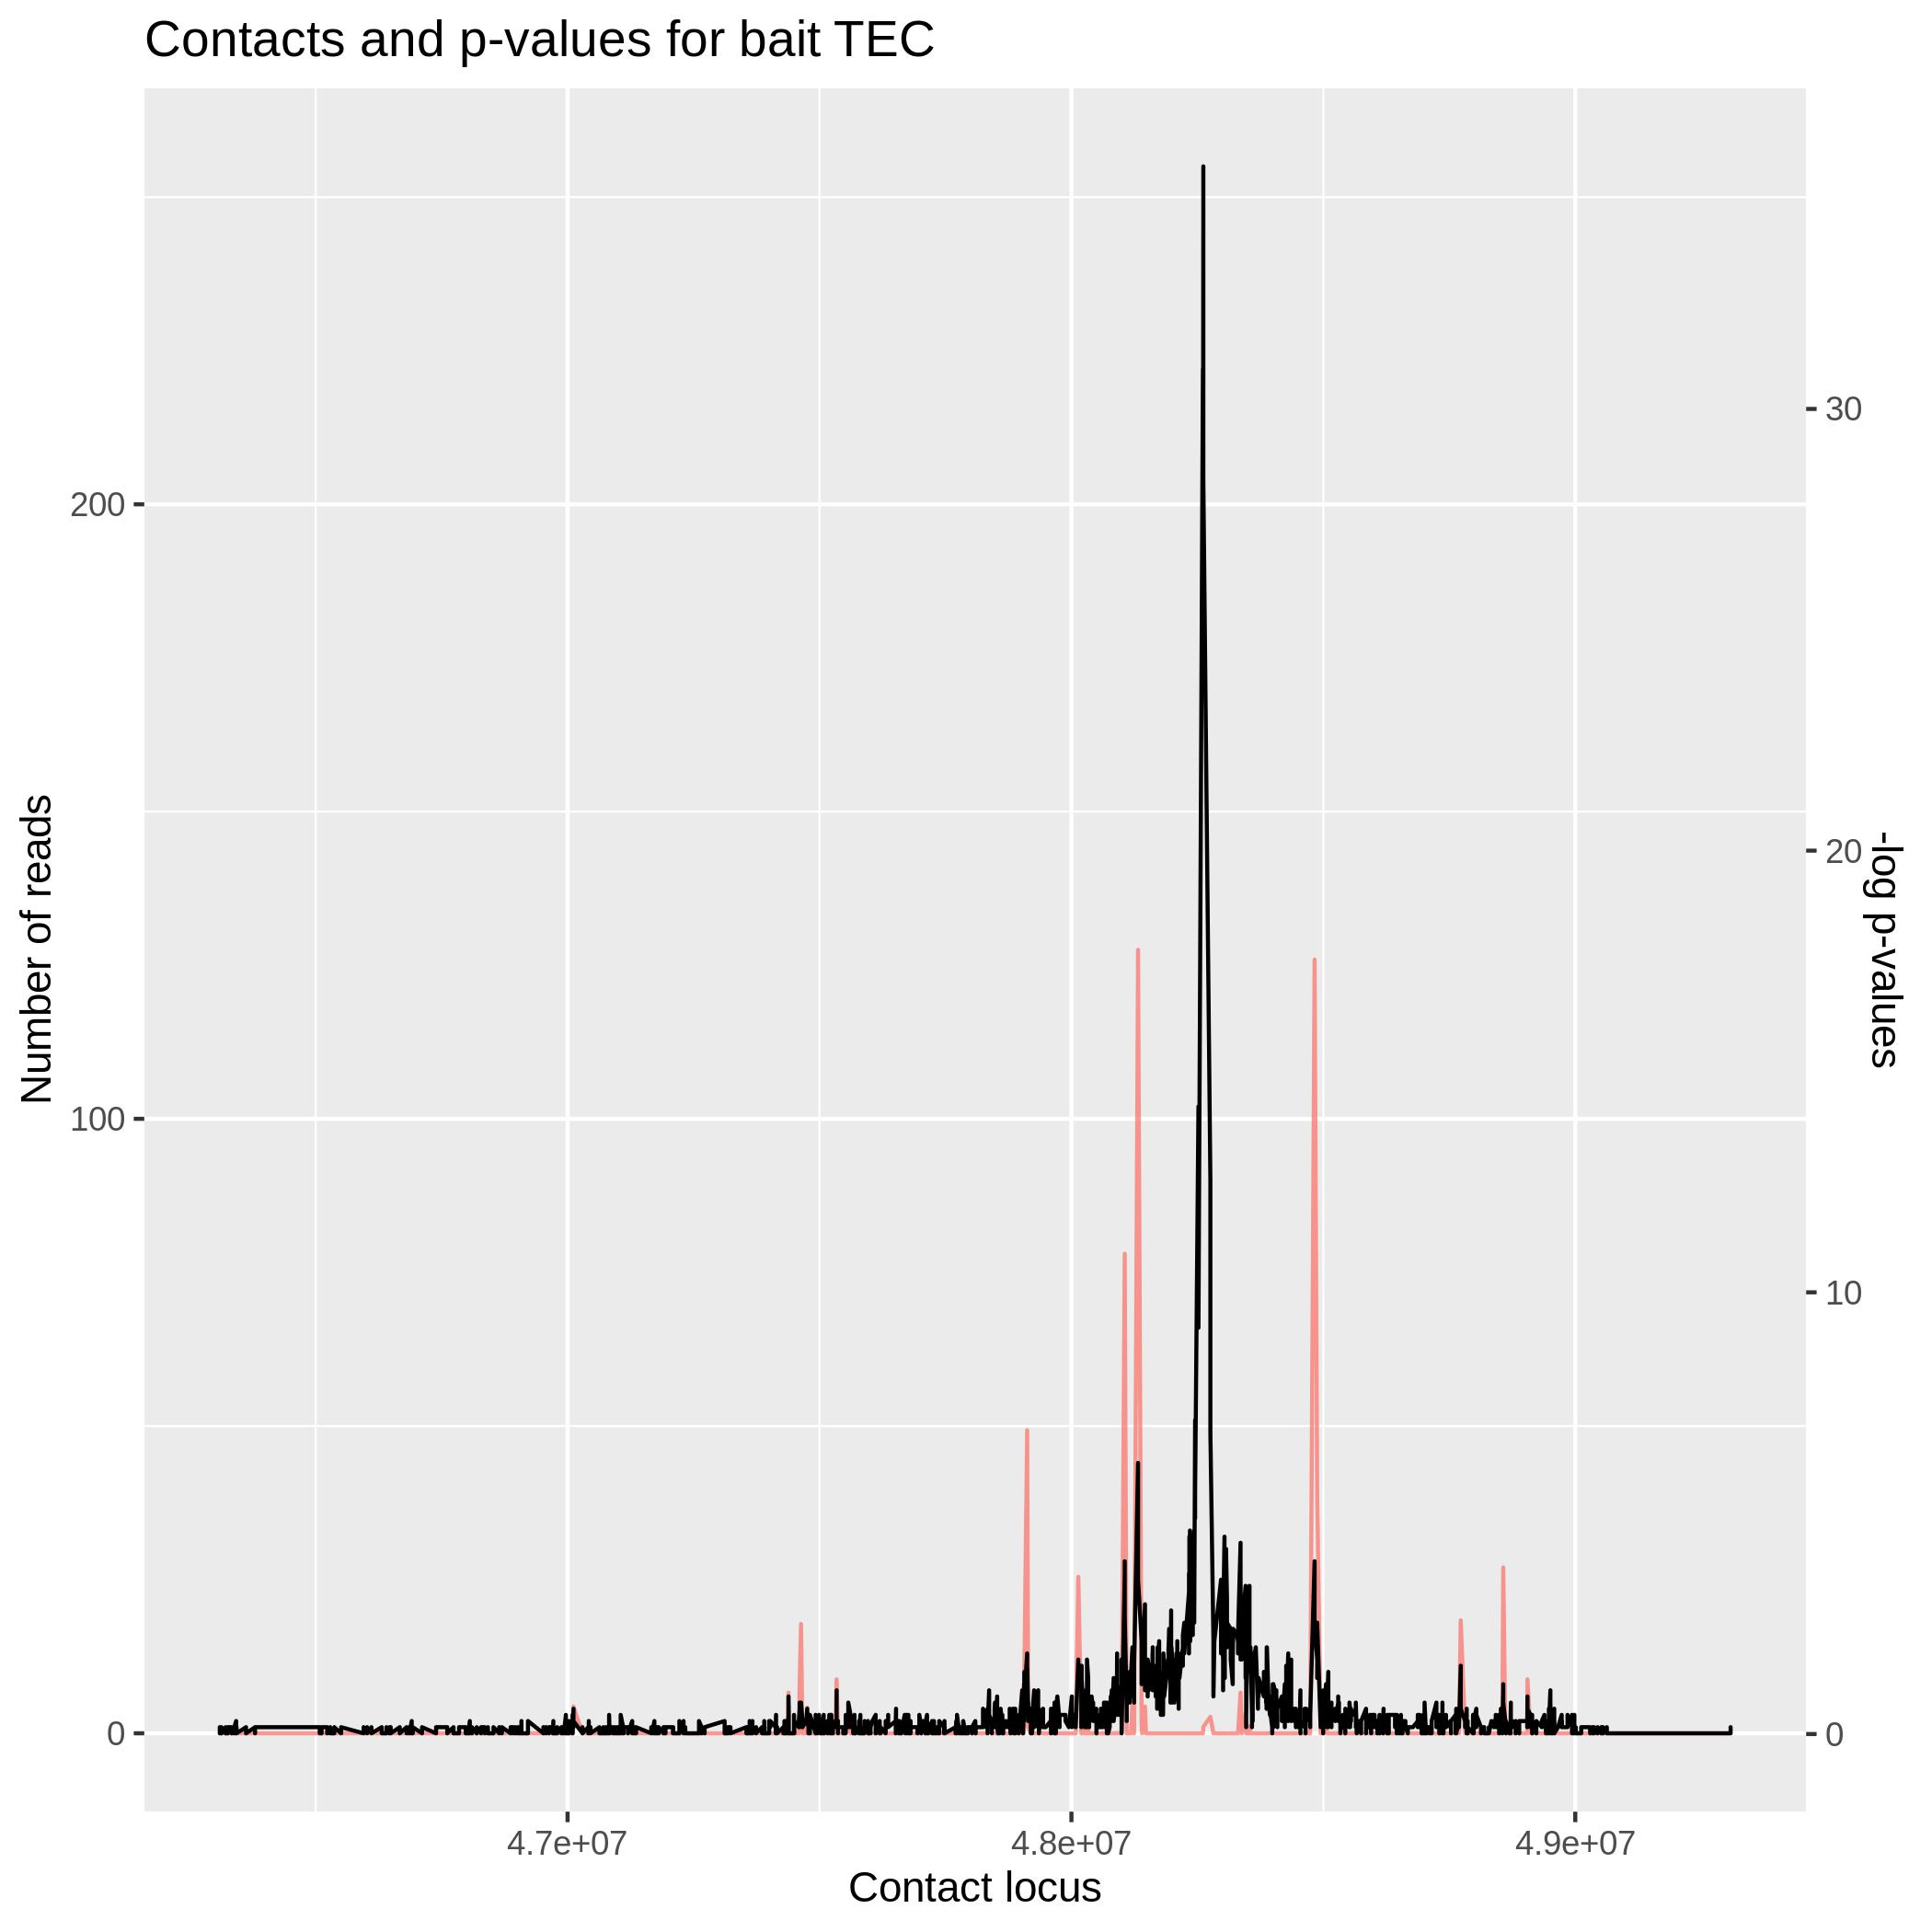 Contacts and p-values for bait TEC
Number of reads
200
100
0
30
20
10
0
-log p-values
4.7e+07
4.8e+07
4.9e+07
Contact locus